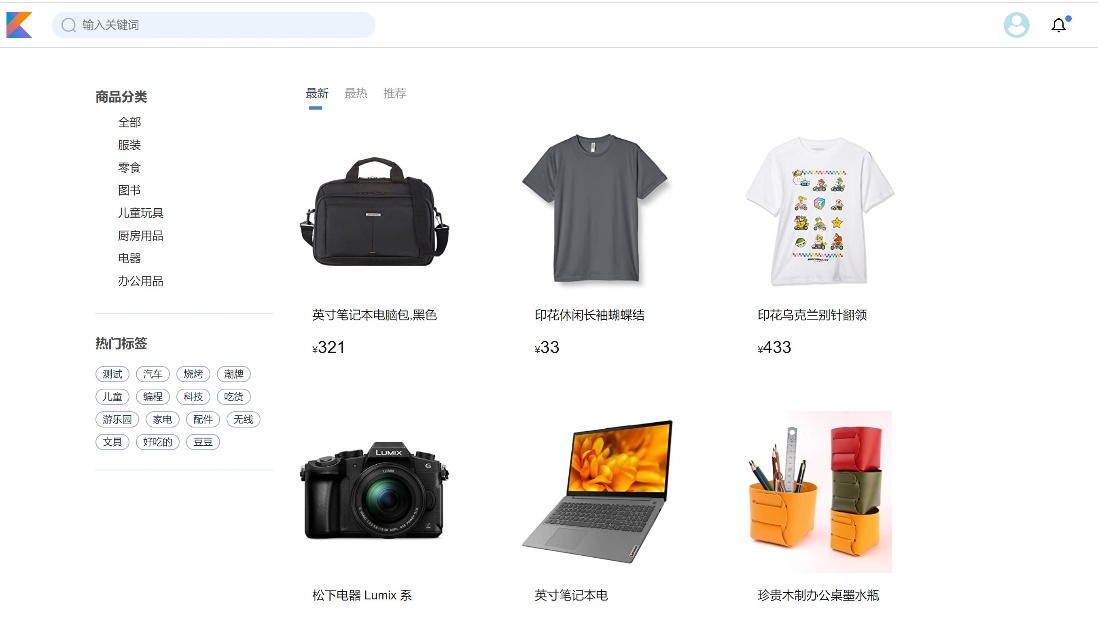 输入关键词
商品分类
全部
服装
零食
图书
儿童玩具
厨房用品
电器
办公用品
热门标签
测试 汽车 烧烤 潮牌
儿童 编程 科技 吃货
游乐园 家电 配件 无线
文具 好吃的 豆豆
最新 最热 推荐
英寸笔记本电脑包,黑色
¥321
印花休闲长袖蝴蝶结
¥33
印花乌克兰别针翻领
¥433
LUMIX
G
松下电器 Lumix 系
英寸笔记本电
珍贵木制办公桌墨水瓶